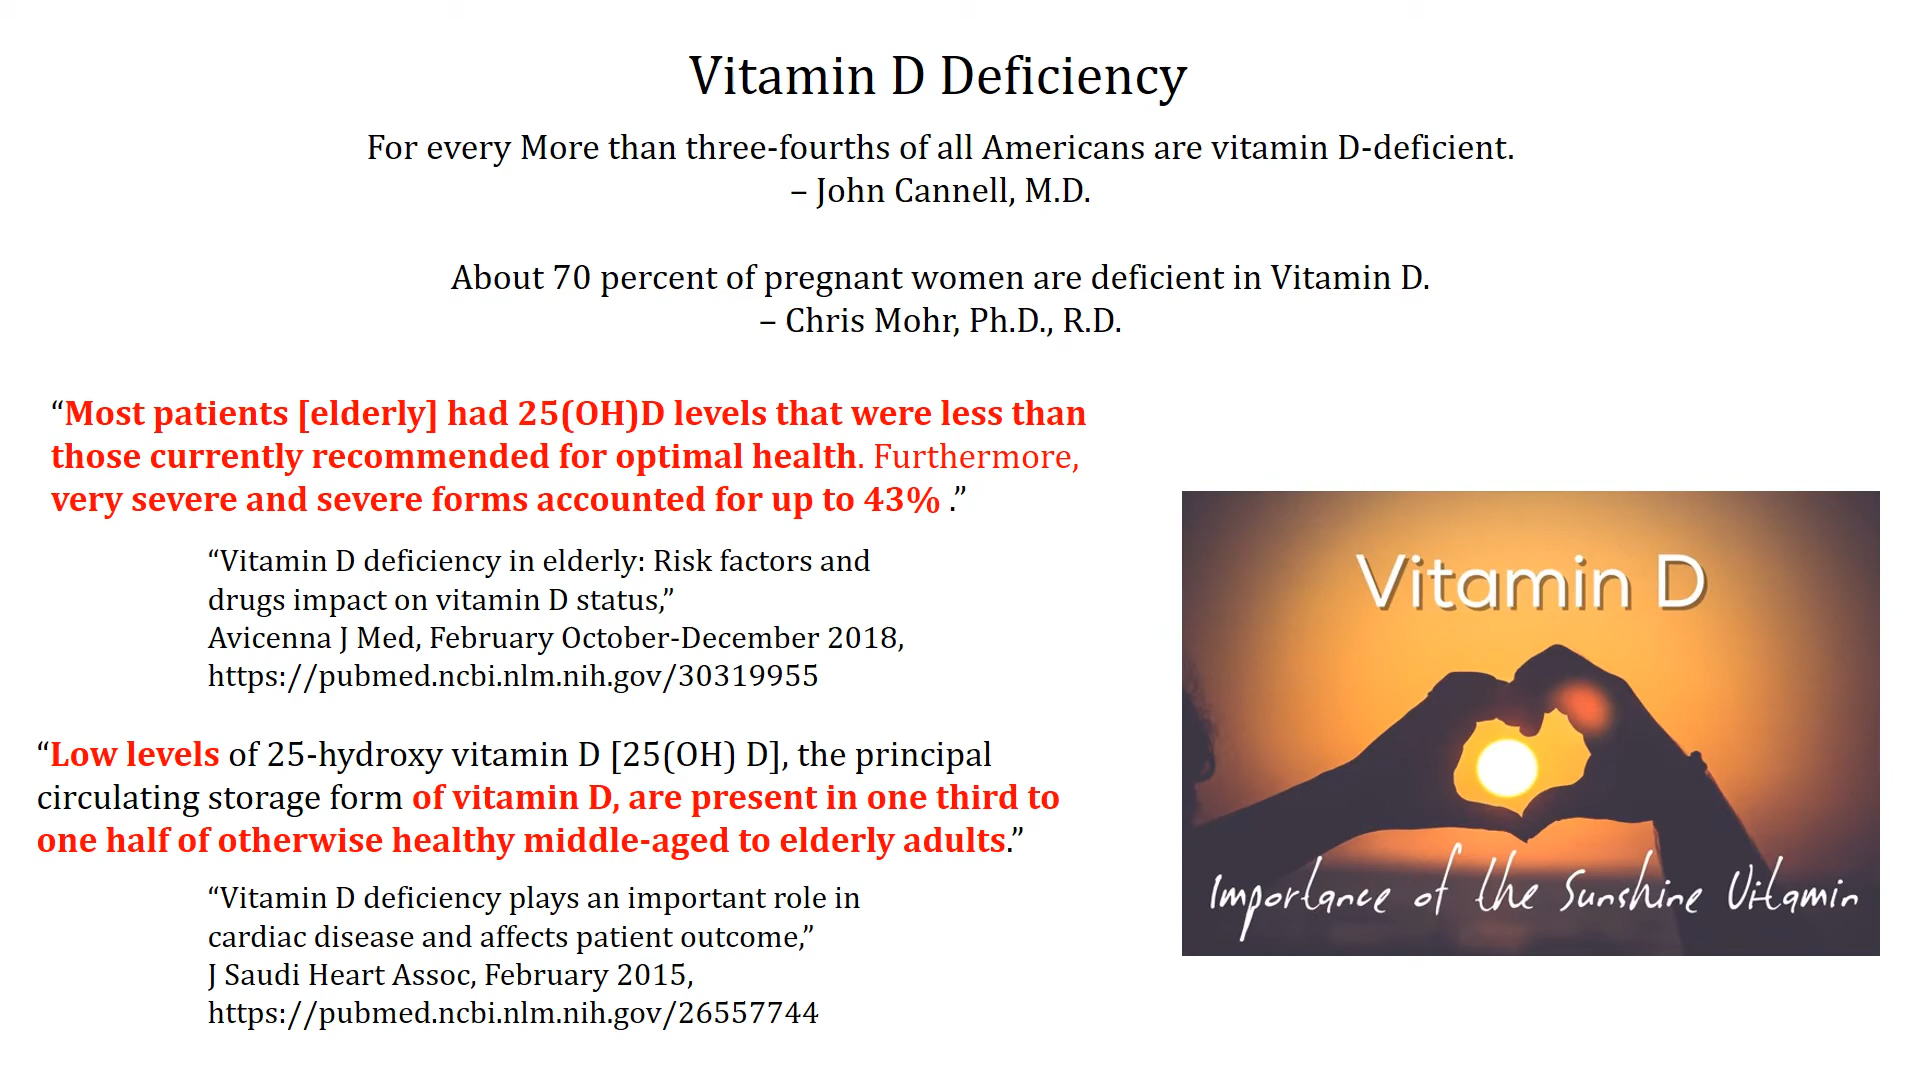 Vitamin D Deficiency
For every More than three-fourths of all Americans are vitamin D-deficient.
– John Cannell, M.D.
About 70 percent of pregnant women are deficient in Vitamin D.
– Chris Mohr, Ph.D., R.D.
“Most patients [elderly] had 25(OH)D levels that were less than
those currently recommended for optimal health. Furthermore,
very severe and severe forms accounted for up to 43% .”
“Vitamin D deficiency in elderly: Risk factors and
drugs impact on vitamin D status,”
Avicenna J Med, February October-December 2018,
https://pubmed.ncbi.nlm.nih.gov/30319955
“Low levels of 25-hydroxy vitamin D [25(OH) D], the principal
circulating storage form of vitamin D, are present in one third to
one half of otherwise healthy middle-aged to elderly adults.”
“Vitamin D deficiency plays an important role in
cardiac disease and affects patient outcome,”
J Saudi Heart Assoc, February 2015,
https://pubmed.ncbi.nlm.nih.gov/26557744
Vitamin D
Importance of the Sunshine Vitamin